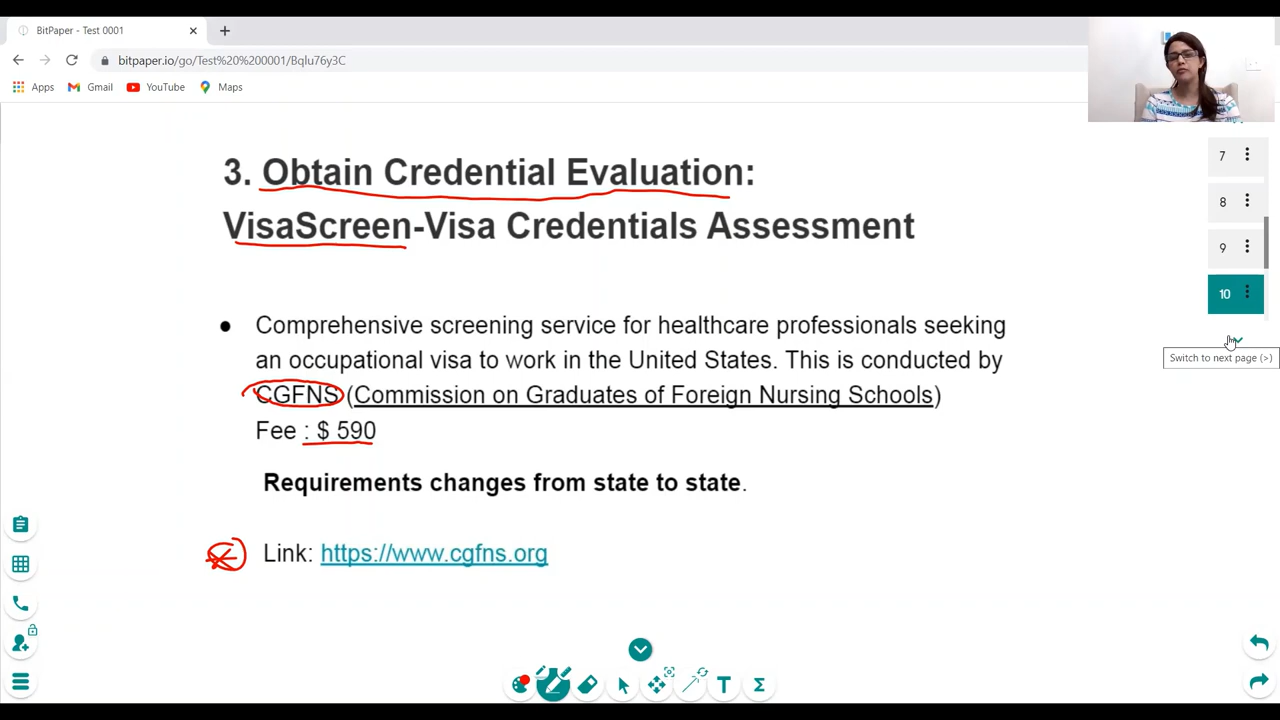 BitPaper - Test 0001
bitpaper.io/go/Test%20%200001/Bqlu76y3C
Apps Gmail YouTube Maps
3. Obtain Credential Evaluation:
VisaScreen-Visa Credentials Assessment
7
8
9
10
Switch to next page (>)
● Comprehensive screening service for healthcare professionals seeking
an occupational visa to work in the United States. This is conducted by
CGFNS (Commission on Graduates of Foreign Nursing Schools)
Fee : $ 590
Requirements changes from state to state.
Link: https://www.cgfns.org
T Σ